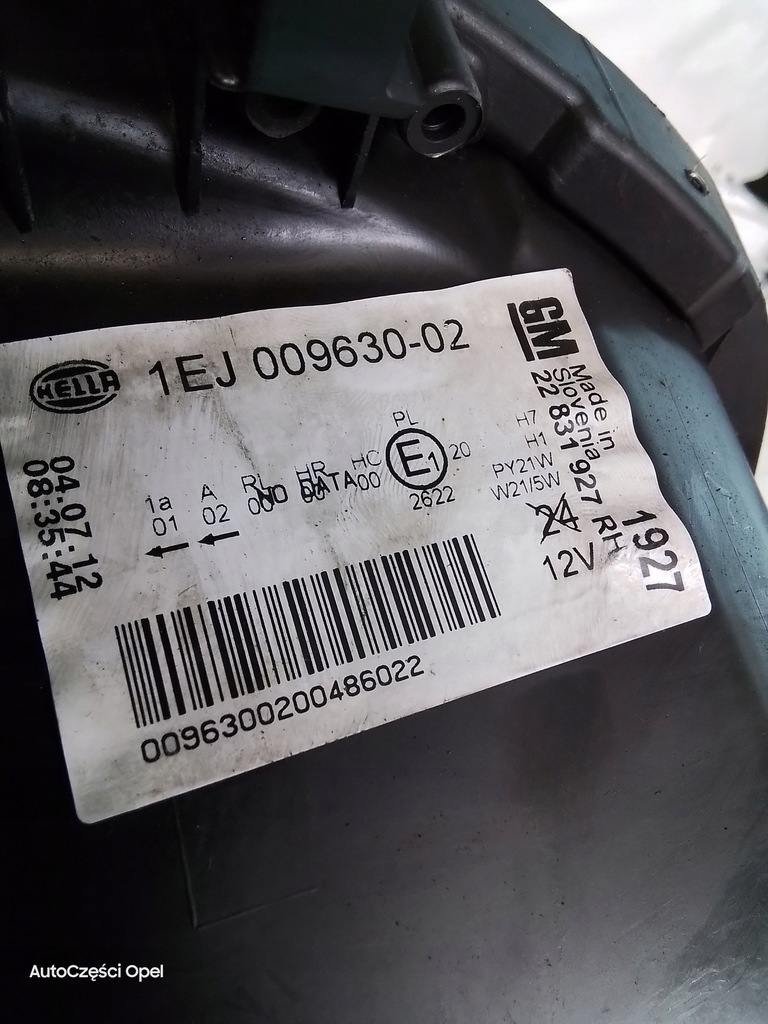 HELLA
1EJ 009630-02
GM
Made in
Slovenia
22 831 927 RH
1927
04.07.12
08:35:44
1a A RL HR HC
01 02 00 00 00
NO DATA
PL
E1
20
2622
H7
H1
PY21W
W21/5W
24
12V
0096300200486022
AutoCzęści Opel